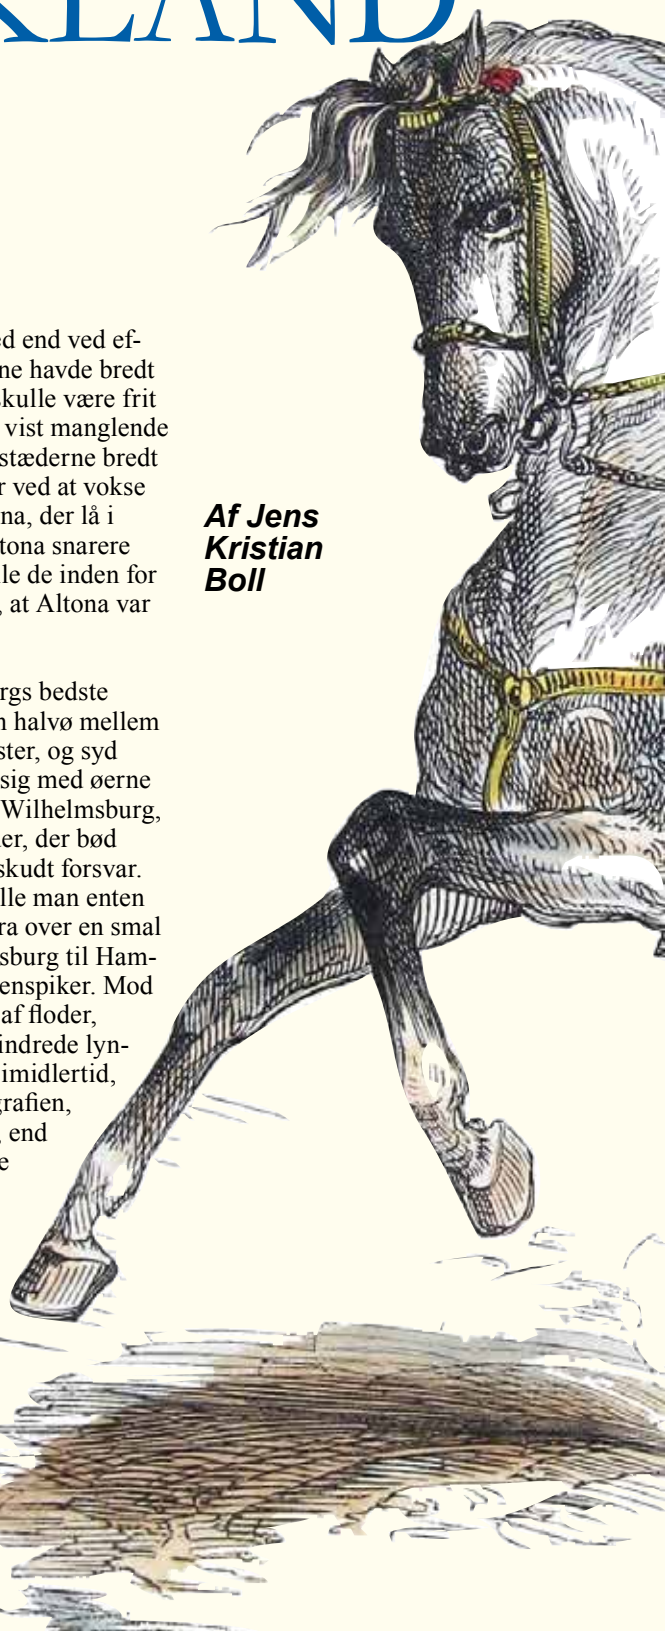 KLAND
ed end ved ef-
ne havde bredt
skulle være frit
vist manglende
stæderne bredt
r ved at vokse
na, der lå i
tona snarere
lle de inden for
, at Altona var
rgs bedste
n halvø mellem
ster, og syd
sig med øerne
Wilhelmsburg,
er, der bød
skudt forsvar.
lle man enten
ra over en smal
sburg til Ham-
enspiker. Mod
af floder,
indrede lyn-
imidlertid,
grafien,
, end
e
Af Jens
Kristian
Boll